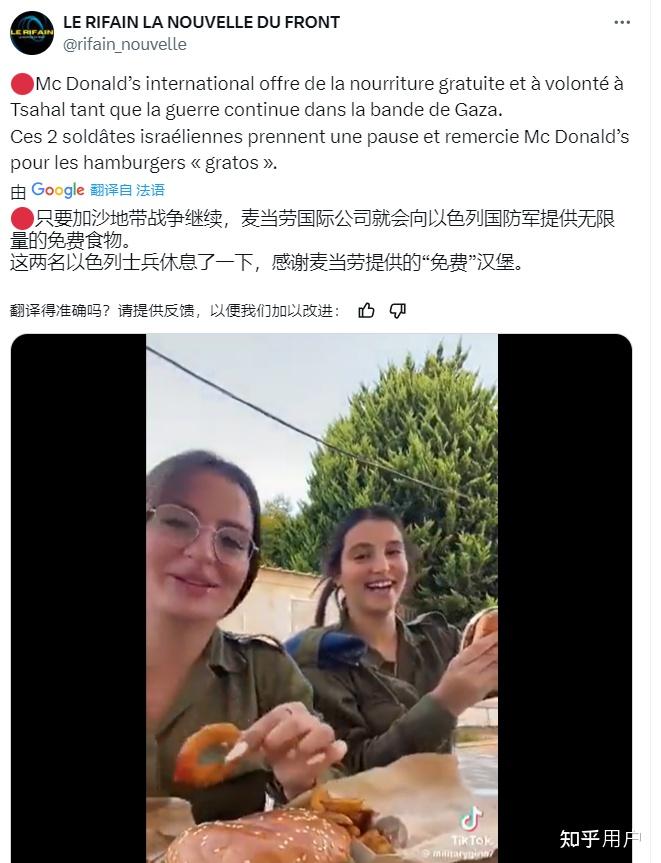 LE RIFAIN LA NOUVELLE DU FRONT
LE RIFAIN
@rifain_nouvelle
Mc Donald’s international offre de la nourriture gratuite et à volonté à
Tsahal tant que la guerre continue dans la bande de Gaza.
Ces 2 soldâtes israéliennes prennent une pause et remercie Mc Donald’s
pour les hamburgers « gratos ».
由 Google 翻译自 法语
只要加沙地带战争继续，麦当劳国际公司就会向以色列国防军提供无限
量的免费食物。
这两名以色列士兵休息了一下，感谢麦当劳提供的“免费”汉堡。
翻译得准确吗？请提供反馈，以便我们加以改进：
TikTok
知乎用户